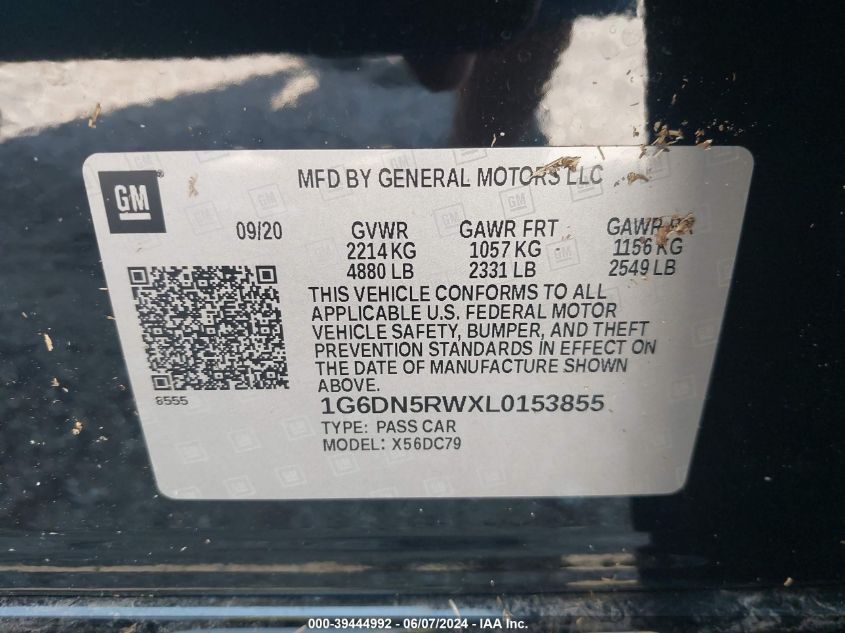 GM
MFD BY GENERAL MOTORS LLC
09/20
GVWR
2214 KG
4880 LB
GAWR FRT
1057 KG
2331 LB
GAWR RR
1156 KG
2549 LB
THIS VEHICLE CONFORMS TO ALL
APPLICABLE U.S. FEDERAL MOTOR
VEHICLE SAFETY, BUMPER, AND THEFT
PREVENTION STANDARDS IN EFFECT ON
THE DATE OF MANUFACTURE SHOWN
ABOVE.
8555
1G6DN5RWXL0153855
TYPE: PASS CAR
MODEL: X56DC79
000-39444992 - 06/07/2024 - IAA Inc.